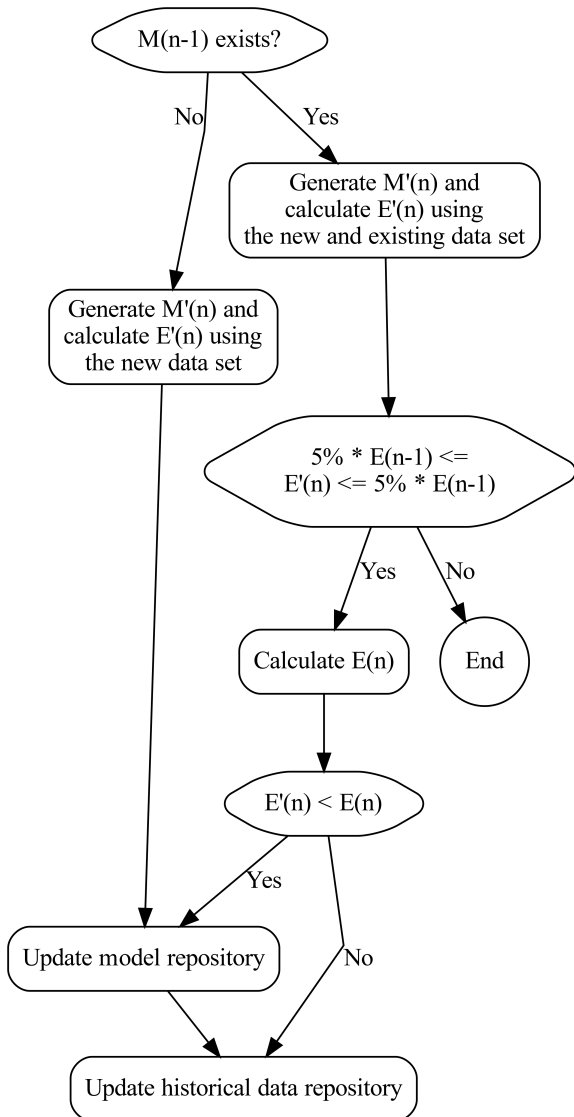 M(n-1) exists?
No
Yes
Generate M'(n) and
calculate E'(n) using
the new and existing data set
Generate M'(n) and
calculate E'(n) using
the new data set
5% * E(n-1) <=
E'(n) <= 5% * E(n-1)
Yes
No
Calculate E(n)
End
E'(n) < E(n)
Yes
No
Update model repository
Update historical data repository